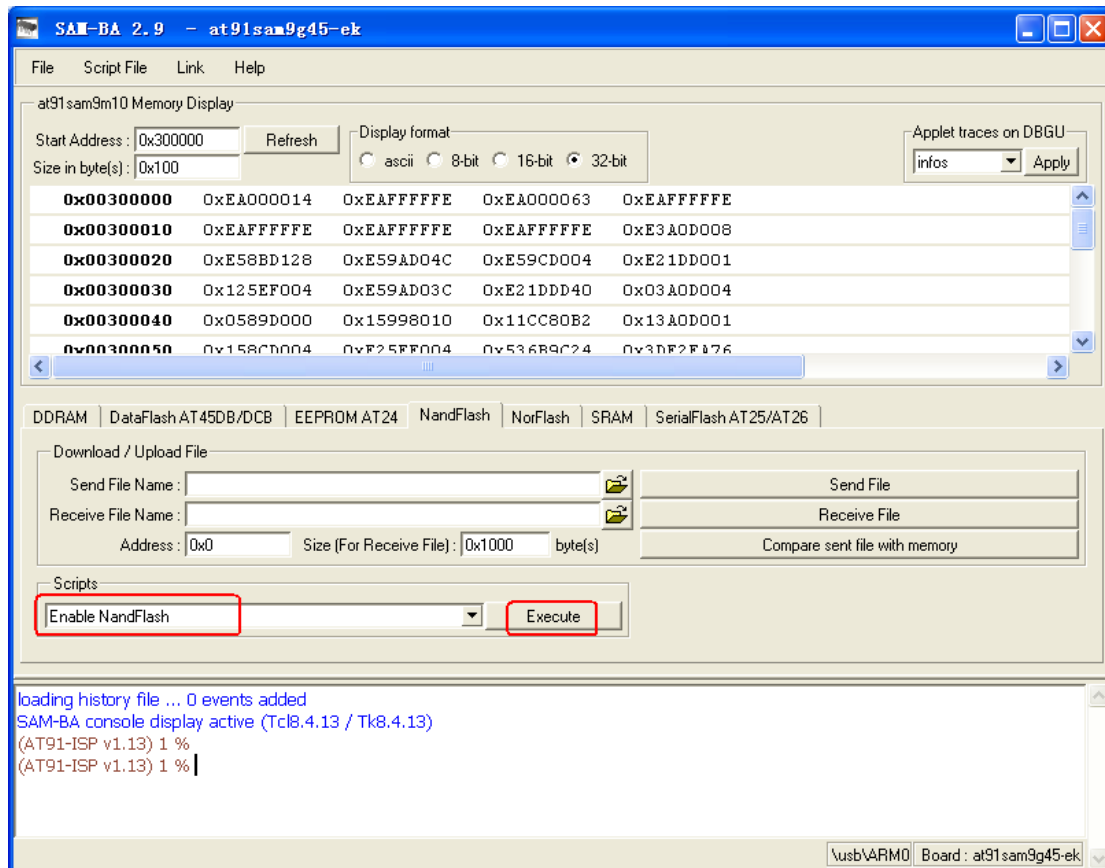 SAM-BA 2.9 - at91sam9g45-ek
File Script File Link Help
at91sam9m10 Memory Display
Start Address : 0x300000 Refresh
Size in byte(s) : 0x100
Display format
ascii 8-bit 16-bit 32-bit
Applet traces on DBGU
infos Apply
0x00300000 0xEA000014 0xEAFFFFFE 0xEA000063 0xEAFFFFFE
0x00300010 0xEAFFFFFE 0xEAFFFFFE 0xEAFFFFFE 0xE3A0D008
0x00300020 0xE58BD128 0xE59AD04C 0xE59CD004 0xE21DD001
0x00300030 0x125EF004 0xE59AD03C 0xE21DDD40 0x03A0D004
0x00300040 0x0589D000 0x15998010 0x11CC80B2 0x13A0D001
0x00300050 0x158CD004 0xE25EF004 0x536B9C24 0x3DF2FA76
DDRAM DataFlash AT45DB/DCB EEPROM AT24 NandFlash NorFlash SRAM SerialFlash AT25/AT26
Download / Upload File
Send File Name : Send File
Receive File Name : Receive File
Address : 0x0 Size (For Receive File) : 0x1000 byte(s) Compare sent file with memory
Scripts
Enable NandFlash Execute
loading history file ... 0 events added
SAM-BA console display active (Tcl8.4.13 / Tk8.4.13)
(AT91-ISP v1.13) 1 %
(AT91-ISP v1.13) 1 %
\usb\ARM0 Board : at91sam9g45-ek